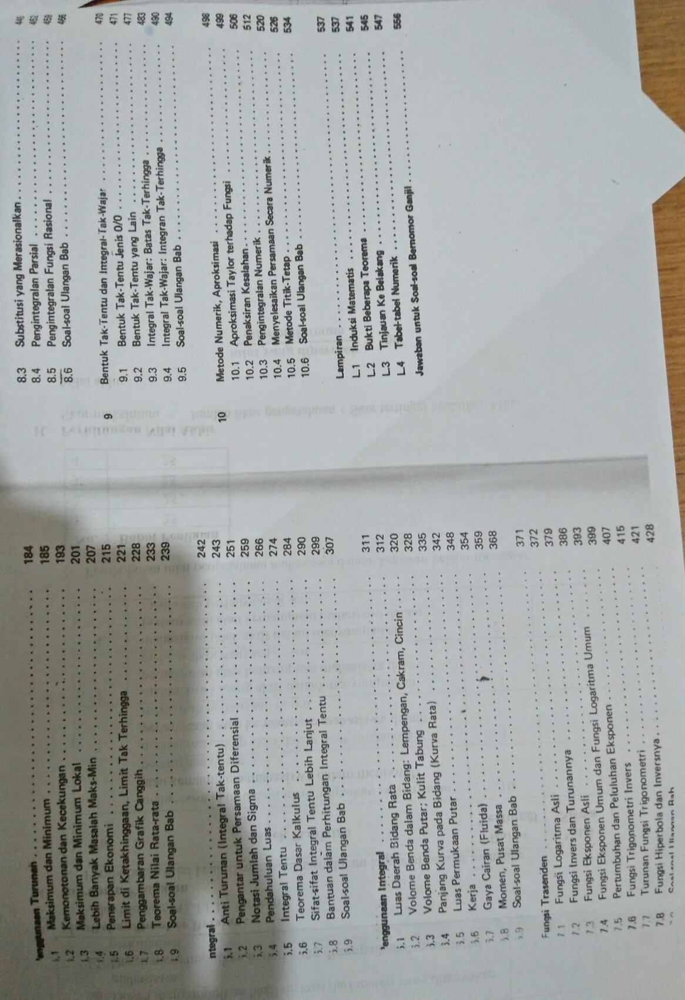 Penggunaan Turunan . . . . . . . . . . . . . . . . . . . . 184
.1 Maksimum dan Minimum . . . . . . . . . . . . . . . . 185
.2 Kemonotonan dan Kecekungan . . . . . . . . . . . . . 193
.3 Maksimum dan Minimum Lokal . . . . . . . . . . . . . 201
.4 Lebih Banyak Masalah Maks-Min . . . . . . . . . . . . 207
.5 Penerapan Ekonomi . . . . . . . . . . . . . . . . . . 215
.6 Limit di Ketakhinggaan, Limit Tak Terhingga . . . . . . 221
.7 Penggambaran Grafik Canggih . . . . . . . . . . . . . 228
.8 Teorema Nilai Rata-rata . . . . . . . . . . . . . . . . 233
.9 Soal-soal Ulangan Bab . . . . . . . . . . . . . . . . . 239
ntegral . . . . . . . . . . . . . . . . . . . . . . . . . 242
.1 Anti Turunan (Integral Tak-tentu) . . . . . . . . . . . 243
.2 Pengantar untuk Persamaan Diferensial . . . . . . . . . 251
.3 Notasi Jumlah dan Sigma . . . . . . . . . . . . . . . . 259
.4 Pendahuluan Luas . . . . . . . . . . . . . . . . . . . 266
.5 Integral Tentu . . . . . . . . . . . . . . . . . . . . . 274
.6 Teorema Dasar Kalkulus . . . . . . . . . . . . . . . . 284
.7 Sifat-sifat Integral Tentu Lebih Lanjut . . . . . . . . . 290
.8 Bantuan dalam Perhitungan Integral Tentu . . . . . . . 299
.9 Soal-soal Ulangan Bab . . . . . . . . . . . . . . . . . 307
Penggunaan Integral . . . . . . . . . . . . . . . . . . . 311
.1 Luas Daerah Bidang Rata . . . . . . . . . . . . . . . . 312
.2 Volome Benda dalam Bidang: Lempengan, Cakram, Cincin . . . . 320
.3 Volome Benda Putar; Kulit Tabung . . . . . . . . . . . 328
.4 Panjang Kurva pada Bidang (Kurva Rata) . . . . . . . . 335
.5 Luas Permukaan Putar . . . . . . . . . . . . . . . . . 342
.6 Kerja . . . . . . . . . . . . . . . . . . . . . . . . . 348
.7 Gaya Cairan (Fluida) . . . . . . . . . . . . . . . . . . 354
.8 Momen, Pusat Massa . . . . . . . . . . . . . . . . . . 359
.9 Soal-soal Ulangan Bab . . . . . . . . . . . . . . . . . 368
Fungsi Traenden . . . . . . . . . . . . . . . . . . . . . 371
7.1 Fungsi Logaritma Asli . . . . . . . . . . . . . . . . . 372
7.2 Fungsi Invers dan Turunannya . . . . . . . . . . . . . 379
7.3 Fungsi Eksponen Asli . . . . . . . . . . . . . . . . . . 386
7.4 Fungsi Eksponen Umum dan Fungsi Logaritma Umum . . . . 393
7.5 Pertumbuhan dan Peluluhan Eksponen . . . . . . . . . 399
7.6 Fungsi Trigonometri Invers . . . . . . . . . . . . . . . 407
7.7 Turunan Fungsi Trigonometri . . . . . . . . . . . . . . 415
7.8 Fungsi Hiperbola dan Inversnya . . . . . . . . . . . . . 421
Soal-soal Ulangan Bab 428
8.3 Substitusi yang Merasionalkan . . . . . . . . . . . . . 446
8.4 Pengintegralan Parsial . . . . . . . . . . . . . . . . . 452
8.5 Pengintegralan Fungsi Rasional . . . . . . . . . . . . . 459
8.6 Soal-soal Ulangan Bab . . . . . . . . . . . . . . . . . 466
9 Bentuk Tak-Tentu dan Integral-Tak-Wajar . . . . . . . . 470
9.1 Bentuk Tak-Tentu Jenis 0/0 . . . . . . . . . . . . . . 471
9.2 Bentuk Tak-Tentu yang Lain . . . . . . . . . . . . . . 477
9.3 Integral Tak-Wajar: Batas Tak-Terhingga . . . . . . . . 483
9.4 Integral Tak-Wajar: Integran Tak-Terhingga . . . . . . . 490
9.5 Soal-soal Ulangan Bab . . . . . . . . . . . . . . . . . 494
10 Metode Numerik, Aproksimasi . . . . . . . . . . . . . . 498
10.1 Aproksimasi Taylor terhadap Fungsi . . . . . . . . . . 499
10.2 Penaksiran Kesalahan . . . . . . . . . . . . . . . . . 506
10.3 Pengintegralan Numerik . . . . . . . . . . . . . . . . 512
10.4 Menyelesaikan Persamaan Secara Numerik . . . . . . . 520
10.5 Metode Titik-Tetap . . . . . . . . . . . . . . . . . . 526
10.6 Soal-soal Ulangan Bab . . . . . . . . . . . . . . . . . 534
Lampiran . . . . . . . . . . . . . . . . . . . . . . . . 537
L.1 Induksi Matematis . . . . . . . . . . . . . . . . . . . 537
L.2 Bukti Beberapa Teorema . . . . . . . . . . . . . . . . 541
L.3 Tinjauan Ke Belakang . . . . . . . . . . . . . . . . . 545
L.4 Tabel-tabel Numerik . . . . . . . . . . . . . . . . . . 547
Jawaban untuk Soal-soal Bernomor Ganjil . . . . . . . . . 556